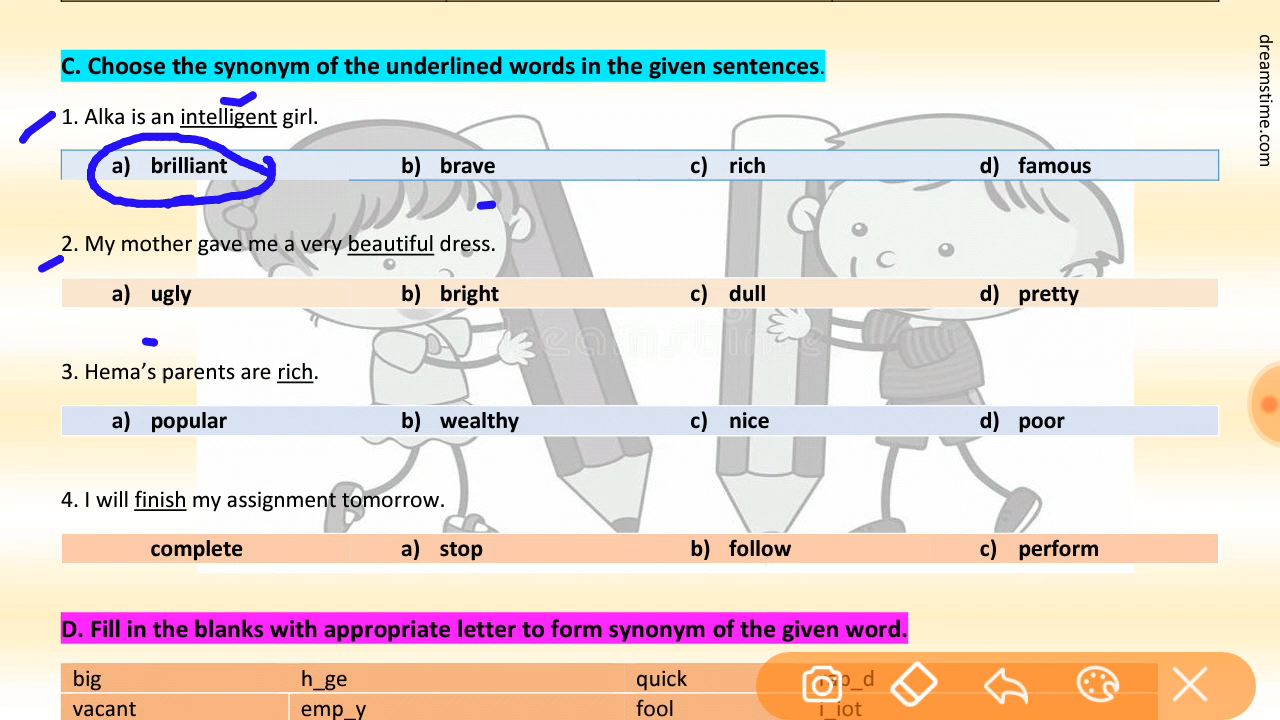 dreamstime.com
C. Choose the synonym of the underlined words in the given sentences.
1. Alka is an intelligent girl.
a) brilliant b) brave c) rich d) famous
2. My mother gave me a very beautiful dress.
a) ugly b) bright c) dull d) pretty
3. Hema’s parents are rich.
a) popular b) wealthy c) nice d) poor
4. I will finish my assignment tomorrow.
complete a) stop b) follow c) perform
D. Fill in the blanks with appropriate letter to form synonym of the given word.
big h_ge quick rap_d
vacant emp_y fool i_iot